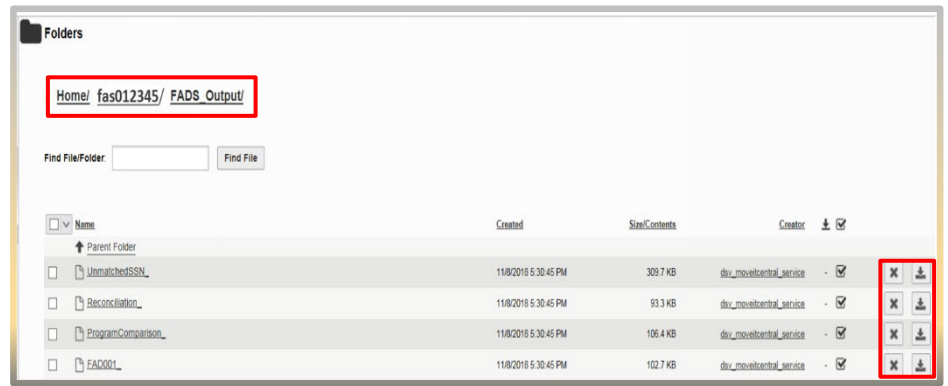 Folders
Home/ fas012345/ FADS_Output/
Find File/Folder: Find File
Name Created Size/Contents Creator
Parent Folder
UnmatchedSSN_ 11/8/2018 5:30:45 PM 309.7 KB dsv_moveitcentral_service -
Reconciliation_ 11/8/2018 5:30:45 PM 93.3 KB dsv_moveitcentral_service -
ProgramComparison_ 11/8/2018 5:30:45 PM 106.4 KB dsv_moveitcentral_service -
FAD001_ 11/8/2018 5:30:45 PM 102.7 KB dsv_moveitcentral_service -